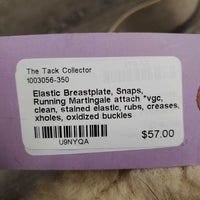 The Tack Collector
1003056-350
Elastic Breastplate, Snaps,
Running Martingale attach *vgc,
clean, stained elastic, rubs, creases,
xholes, oxidized buckles
$57.00
U9NYQA